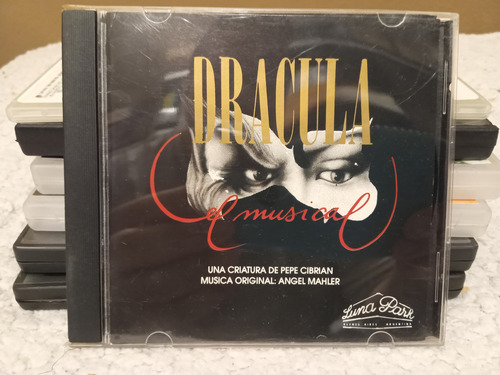 DRACULA
el musical
UNA CRIATURA DE PEPE CIBRIAN
MUSICA ORIGINAL: ANGEL MAHLER
Luna Park
BUENOS AIRES ARGENTINA